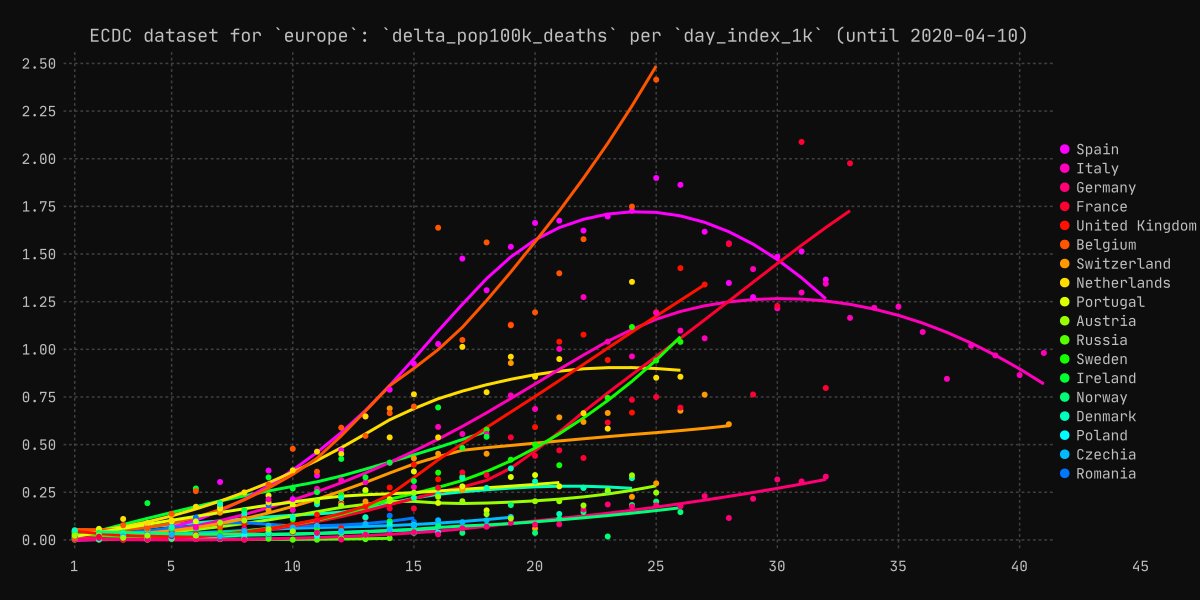 ECDC dataset for `europe`: `delta_pop100k_deaths` per `day_index_1k` (until 2020-04-10)
2.50
2.25
2.00
1.75
1.50
1.25
1.00
0.75
0.50
0.25
0.00
1 5 10 15 20 25 30 35 40 45
Spain
Italy
Germany
France
United Kingdom
Belgium
Switzerland
Netherlands
Portugal
Austria
Russia
Sweden
Ireland
Norway
Denmark
Poland
Czechia
Romania